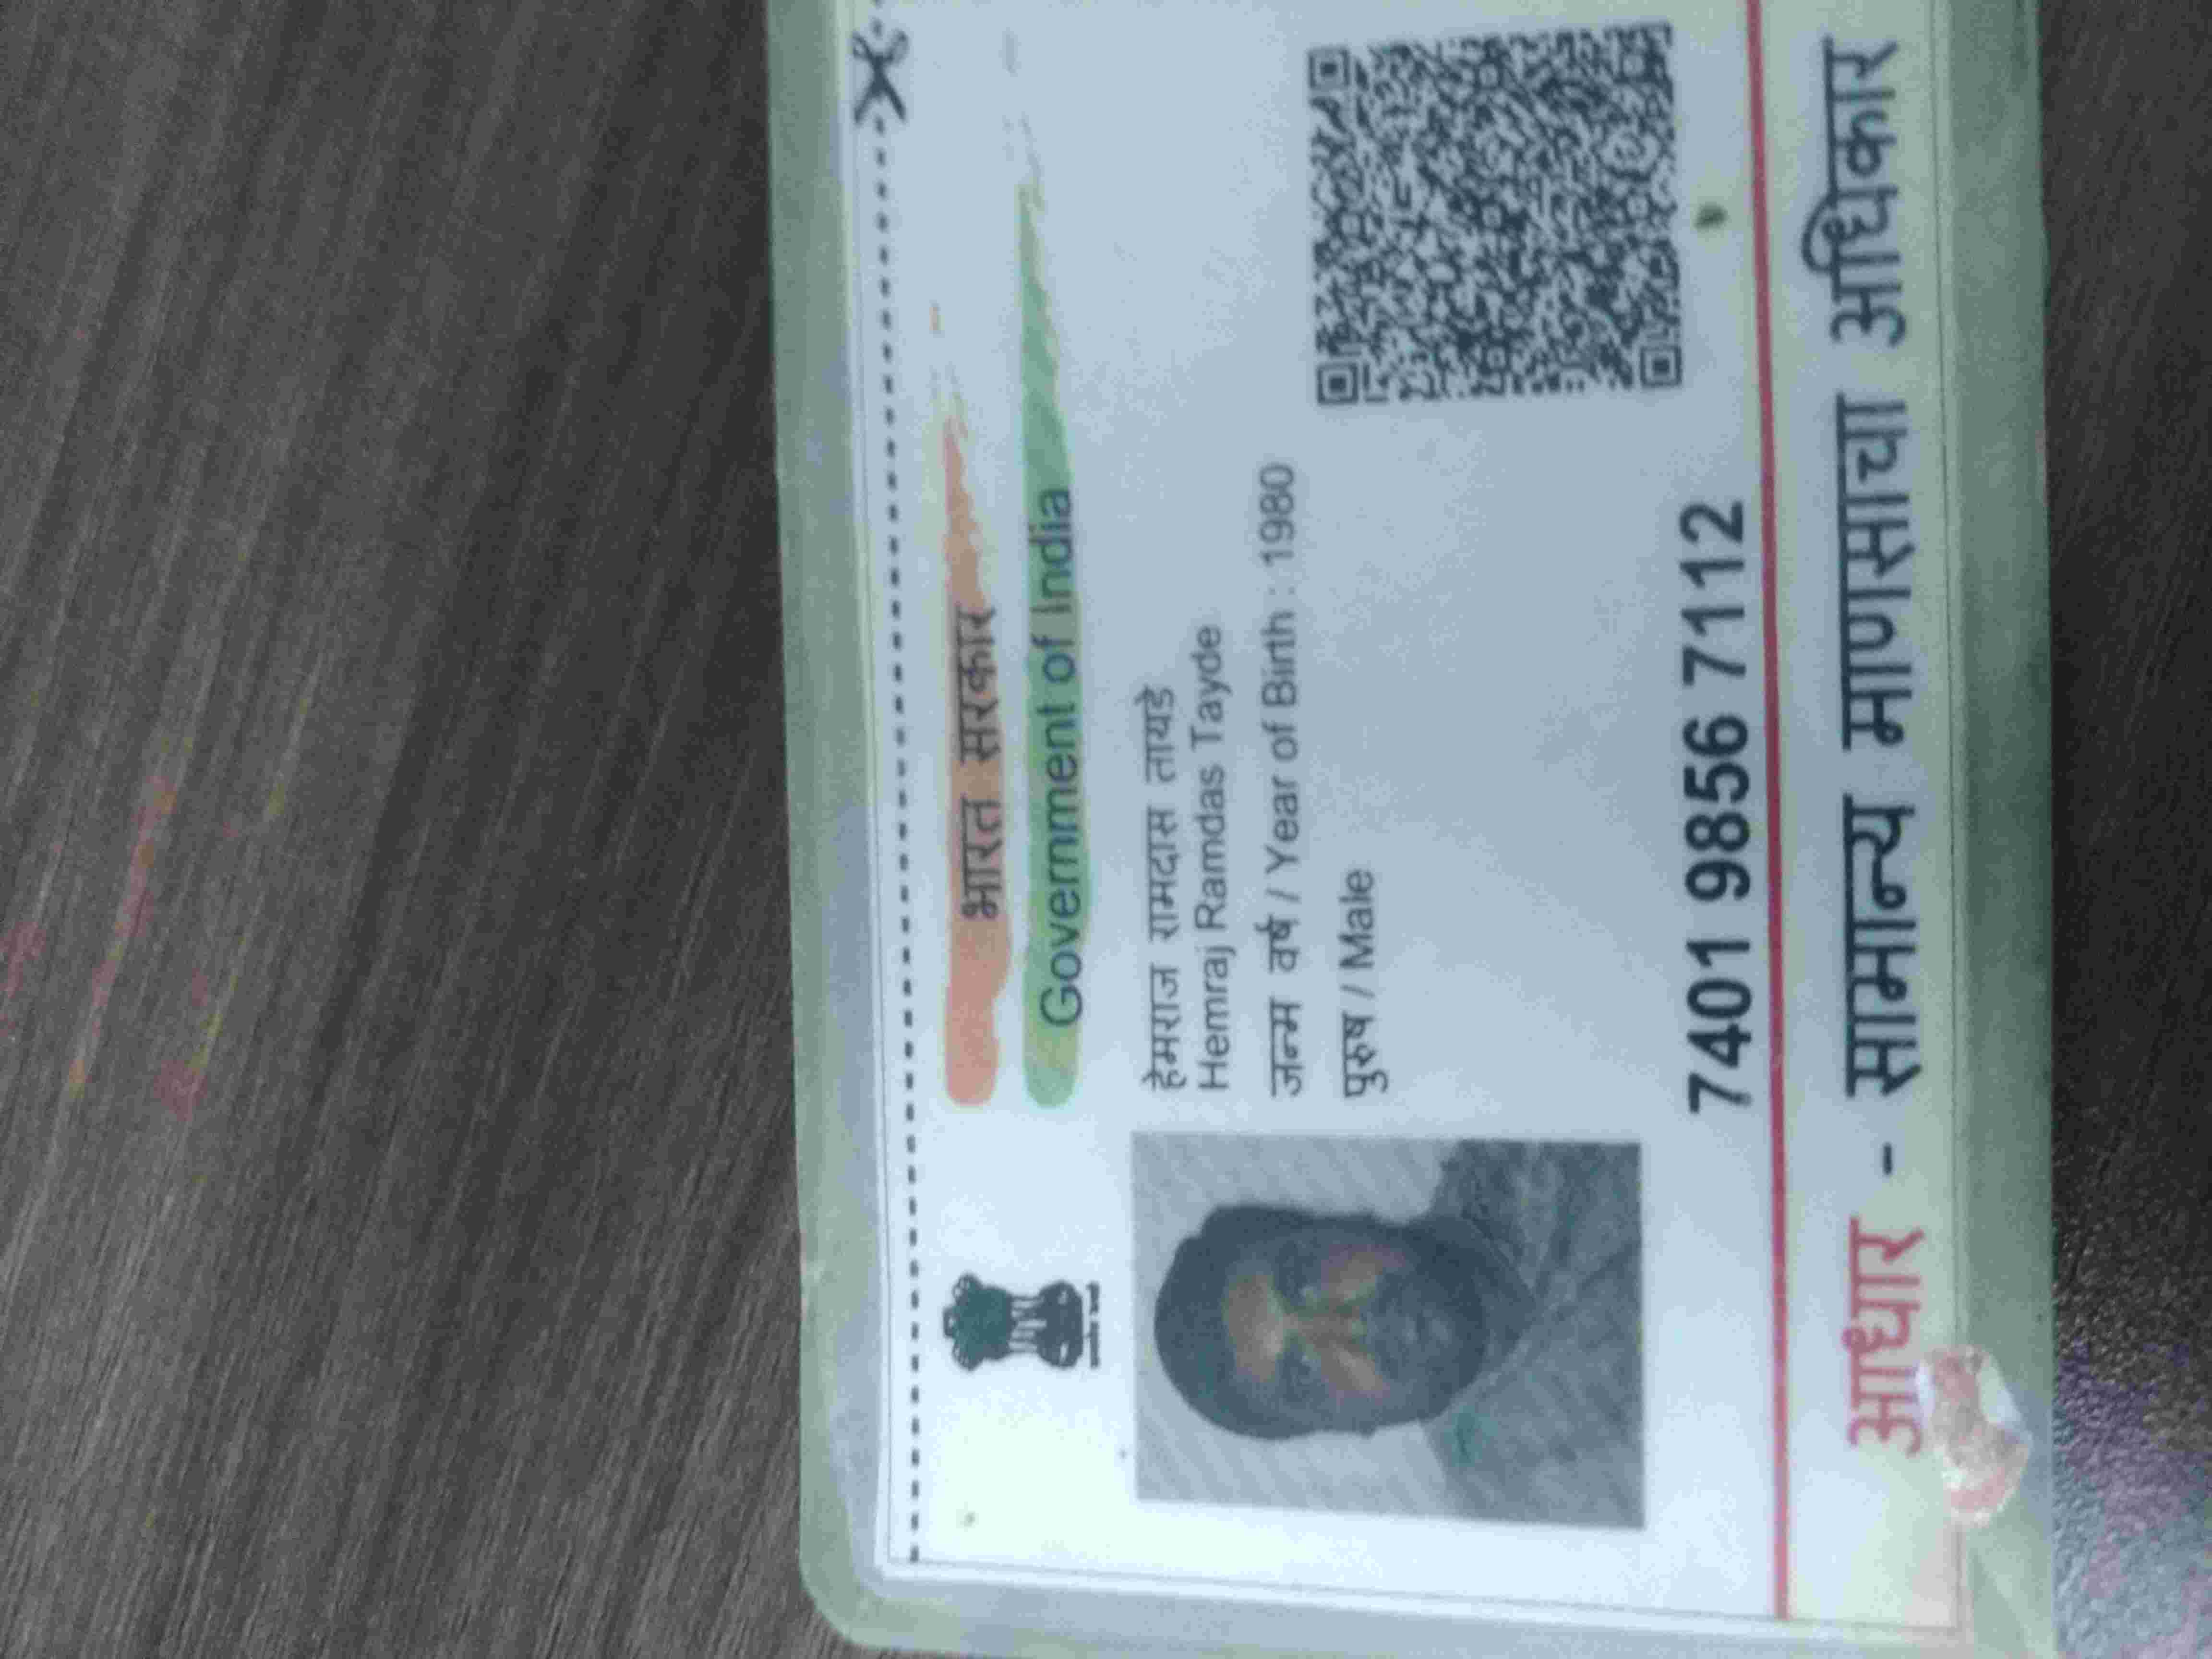 भारत सरकार
Government of India
हेमराज रामदास तायडे
Hemraj Ramdas Tayde
जन्म वर्ष / Year of Birth : 1980
पुरुष / Male
7401 9856 7112
आधार - सामान्य माणसाचा अधिकार